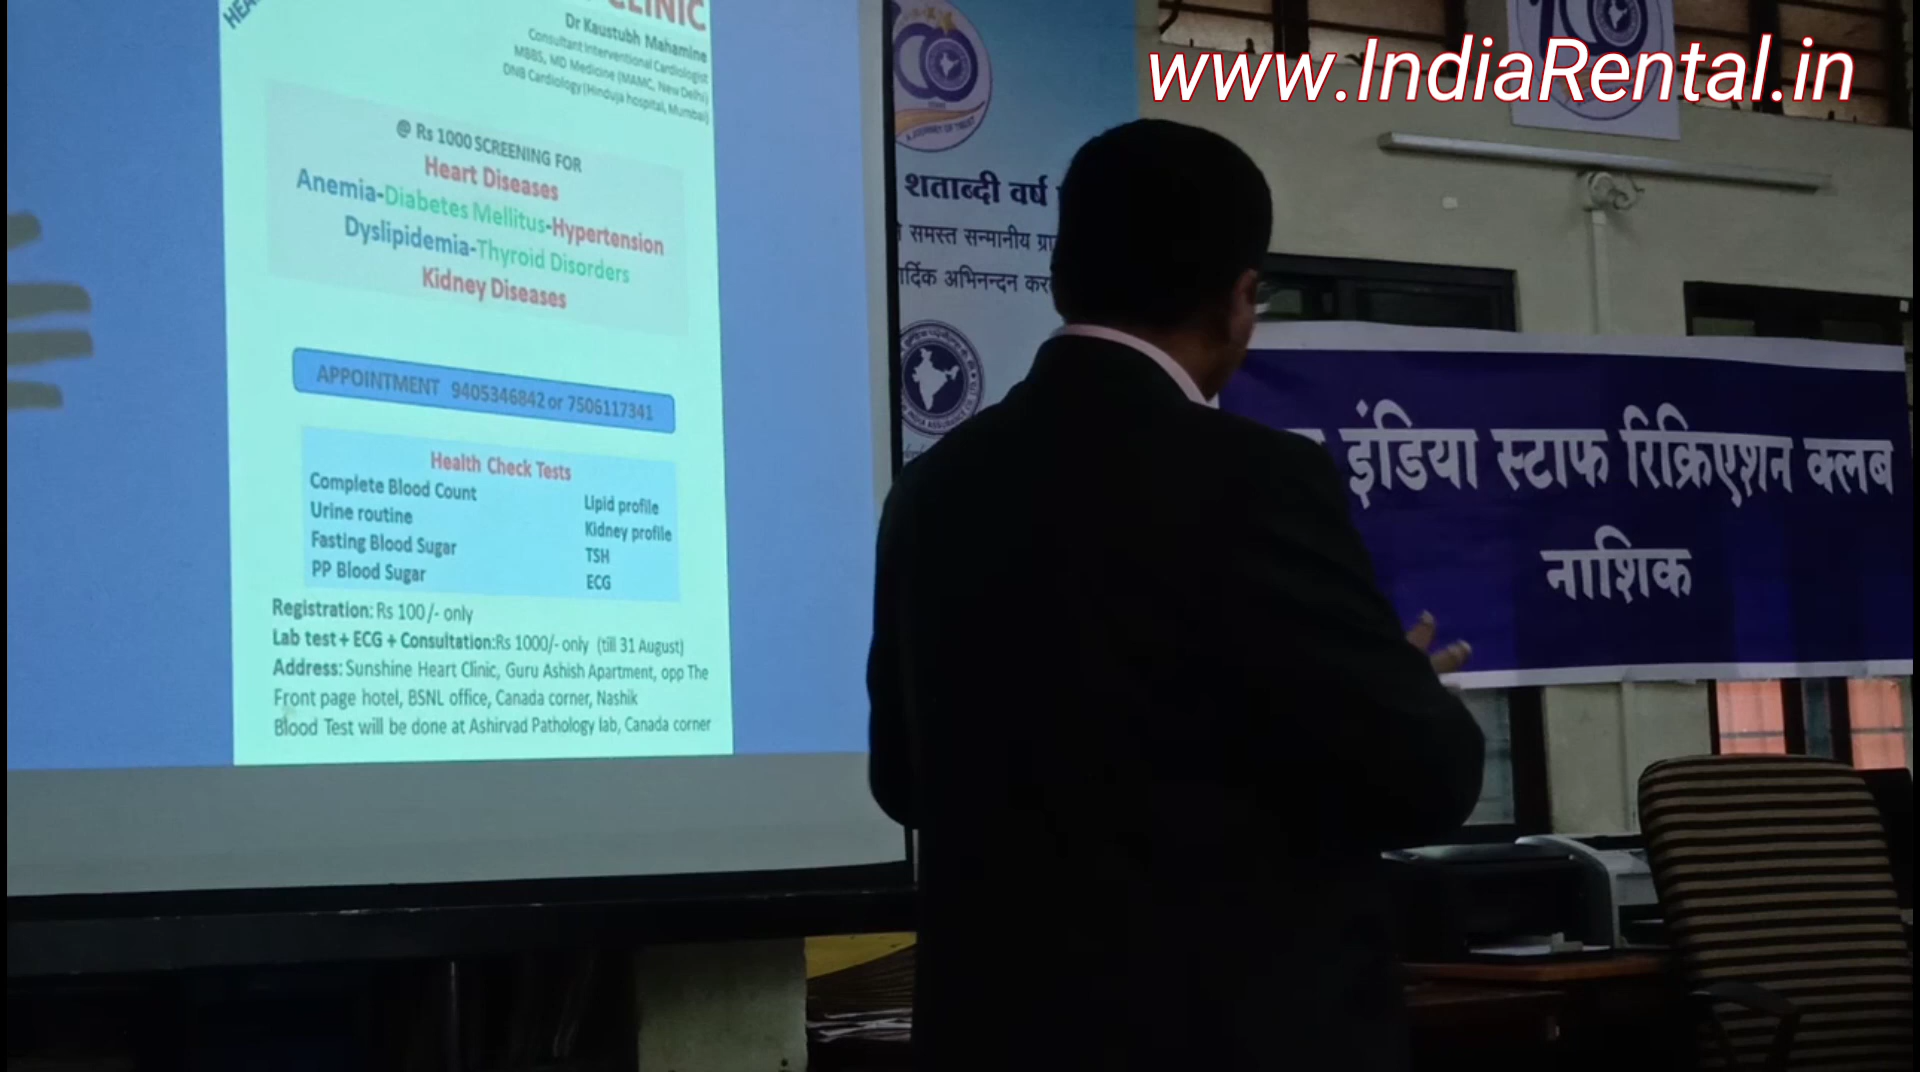 www.IndiaRental.in
CLINIC
Dr Kaustubh Mahamine
Consultant Interventional Cardiologist
MBBS, MD Medicine (MAMC, New Delhi)
DNB Cardiology (Hinduja hospital, Mumbai)
@ Rs 1000 SCREENING FOR
Heart Diseases
Anemia-Diabetes Mellitus-Hypertension
Dyslipidemia-Thyroid Disorders
Kidney Diseases
APPOINTMENT 9405346842 or 7506117341
Health Check Tests
Complete Blood Count
Urine routine
Fasting Blood Sugar
PP Blood Sugar
Lipid profile
Kidney profile
TSH
ECG
Registration: Rs 100/- only
Lab test + ECG + Consultation:Rs 1000/- only (till 31 August)
Address: Sunshine Heart Clinic, Guru Ashish Apartment, opp The
Front page hotel, BSNL office, Canada corner, Nashik
Blood Test will be done at Ashirvad Pathology lab, Canada corner
शताब्दी वर्ष
समस्त सन्मानीय
अभिनन्दन
इंडिया स्टाफ रिक्रिएशन क्लब
नाशिक